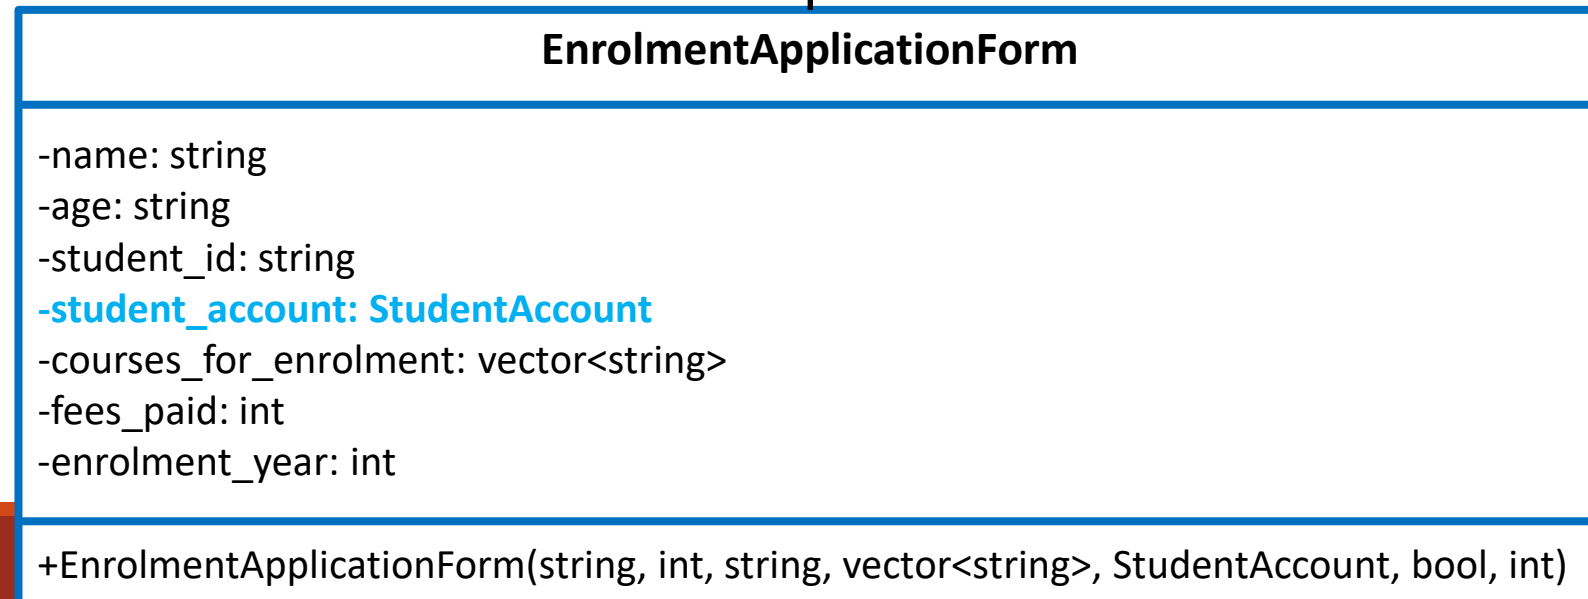 EnrolmentApplicationForm
-name: string
-age: string
-student_id: string
-student_account: StudentAccount
-courses_for_enrolment: vector<string>
-fees_paid: int
-enrolment_year: int
+EnrolmentApplicationForm(string, int, string, vector<string>, StudentAccount, bool, int)